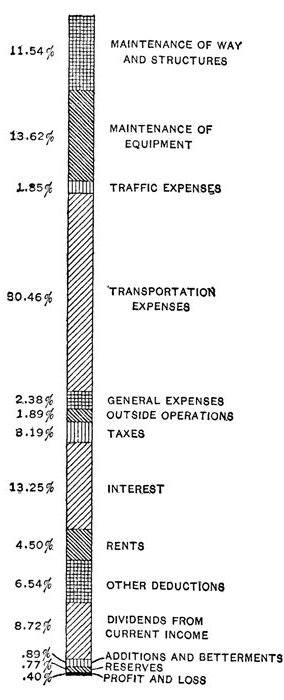 11.54% MAINTENANCE OF WAY
AND STRUCTURES
13.62% MAINTENANCE OF
EQUIPMENT
1.85% TRAFFIC EXPENSES
30.46% TRANSPORTATION
EXPENSES
2.38% GENERAL EXPENSES
1.89% OUTSIDE OPERATIONS
3.19% TAXES
13.25% INTEREST
4.50% RENTS
6.54% OTHER DEDUCTIONS
8.72% DIVIDENDS FROM
CURRENT INCOME
.89% ADDITIONS AND BETTERMENTS
.77% RESERVES
.40% PROFIT AND LOSS